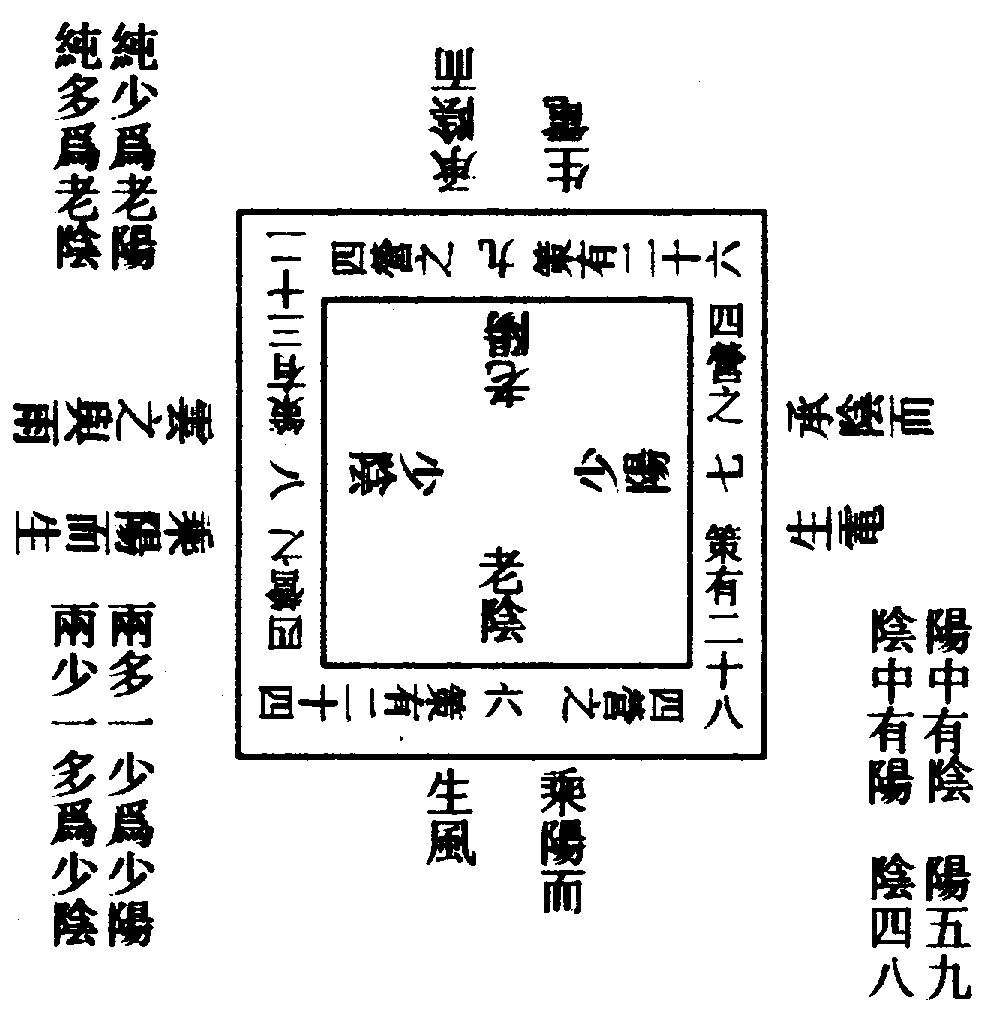 純少爲老陽
純多爲老陰
承陰而
生雷
承陰而
生電
乘陽而
生風
乘陽而生
雲之與雨
四營之九策有三十六
四營之七策有二十八
四營之六策有二十四
四營之八策有三十二
老陽
少陽
老陰
少陰
兩多一少爲少陽
兩少一多爲少陰
陽中有陰 陽五九
陰中有陽 陰四八